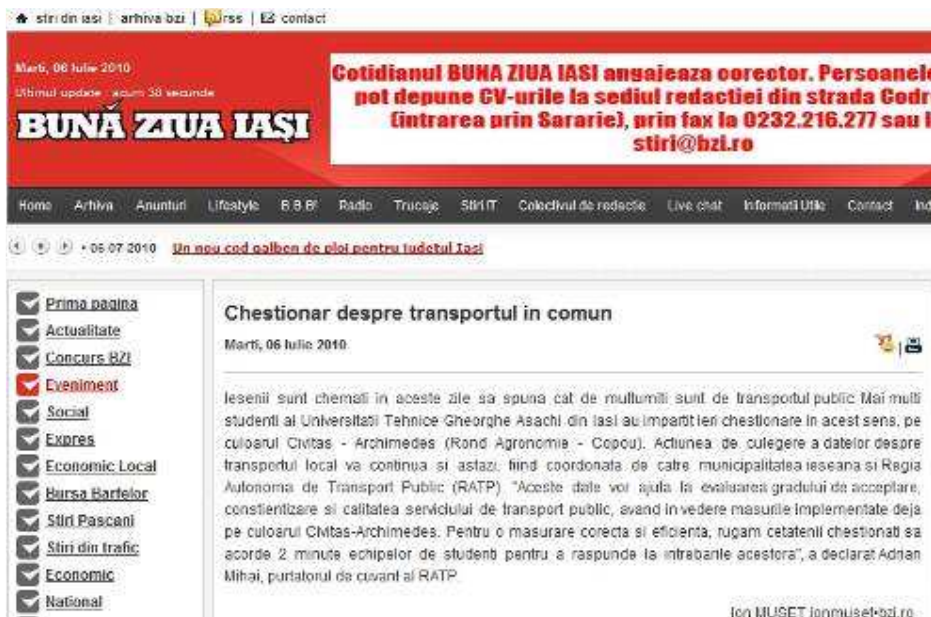 stiri din iasi | arhiva bzi | rss | contact
Marti, 06 Iulie 2010
Ultimul update : acum 38 secunde
BUNĂ ZIUA IAŞI
Cotidianul BUNA ZIUA IASI angajeaza corector. Persoanele
pot depune CV-urile la sediul redactiei din strada Codr
(intrarea prin Sararie), prin fax la 0232.216.277 sau l
stiri@bzi.ro
Home Arhiva Anunturi Lifestyle B.B.B! Radio Trucaje Stiri IT Colectivul de redactie Live chat Informatii Utile Contact Ind
• 06.07.2010 Un nou cod galben de ploi pentru judetul Iasi
Prima pagina
Actualitate
Concurs BZI
Eveniment
Social
Expres
Economic Local
Bursa Barfelor
Stiri Pascani
Stiri din trafic
Economic
National
Chestionar despre transportul in comun
Marti, 06 Iulie 2010
Iesenii sunt chemati in aceste zile sa spuna cat de multumiti sunt de transportul public Mai multi
studenti ai Universitatii Tehnice Gheorghe Asachi din Iasi au impartit ieri chestionare in acest sens, pe
culoarul Civitas - Archimedes (Rond Agronomie - Copou). Actiunea de culegere a datelor despre
transportul local va continua si astazi, fiind coordonata de catre municipalitatea ieseana si Regia
Autonoma de Transport Public (RATP). "Aceste date vor ajuta la evaluarea gradului de acceptare,
constientizare si calitatea serviciului de transport public, avand in vedere masurile implementate deja
pe culoarul Civitas-Archimedes. Pentru o masurare corecta si eficienta, rugam cetatenii chestionati sa
acorde 2 minute echipelor de studenti pentru a raspunde la intrebarile acestora", a declarat Adrian
Mihai, purtatorul de cuvant al RATP.
Ion MUSET ionmuset•bzi.ro